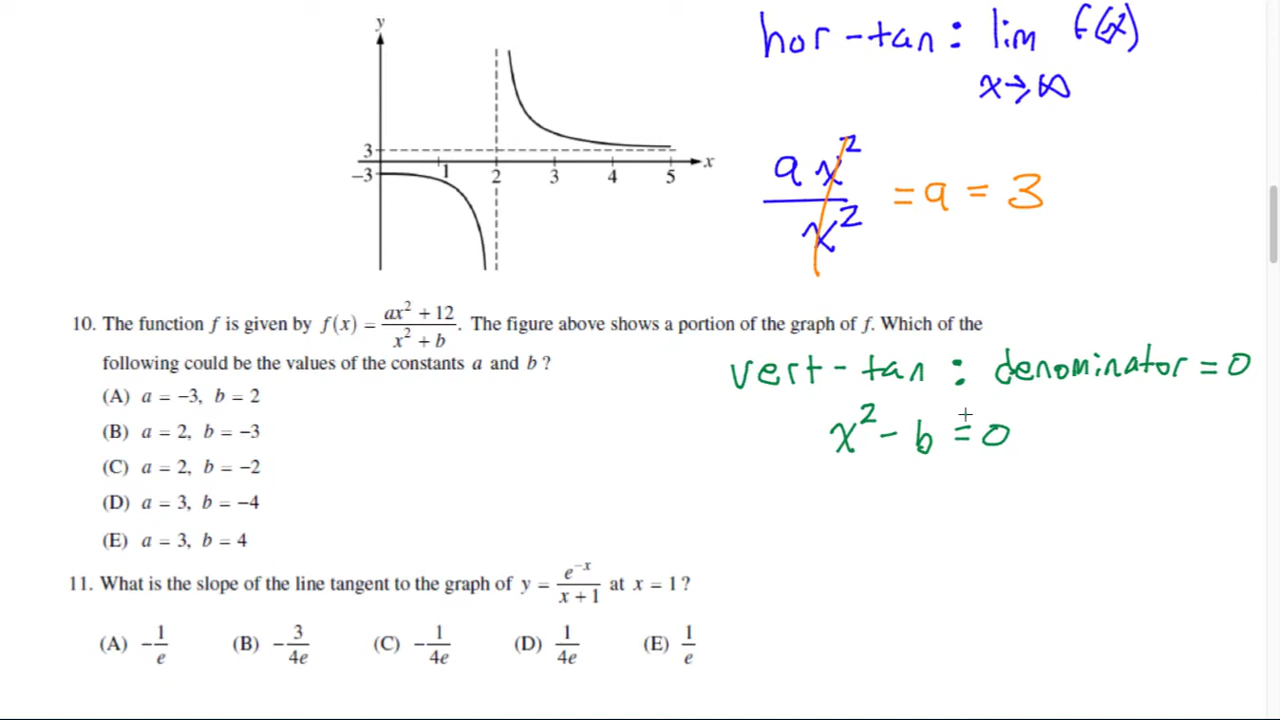 y
3
-3
1
2
3
4
5
x
hor-tan: lim f(x)
x→∞
ax²
x² = a = 3
10. The function f is given by f(x) = (ax² + 12)/(x² + b). The figure above shows a portion of the graph of f. Which of the
following could be the values of the constants a and b?
(A) a = −3, b = 2
(B) a = 2, b = −3
(C) a = 2, b = −2
(D) a = 3, b = −4
(E) a = 3, b = 4
vert-tan: denominator = 0
x² - b = 0
11. What is the slope of the line tangent to the graph of y = e⁻ˣ/(x + 1) at x = 1?
(A) −1/e (B) −3/4e (C) −1/4e (D) 1/4e (E) 1/e